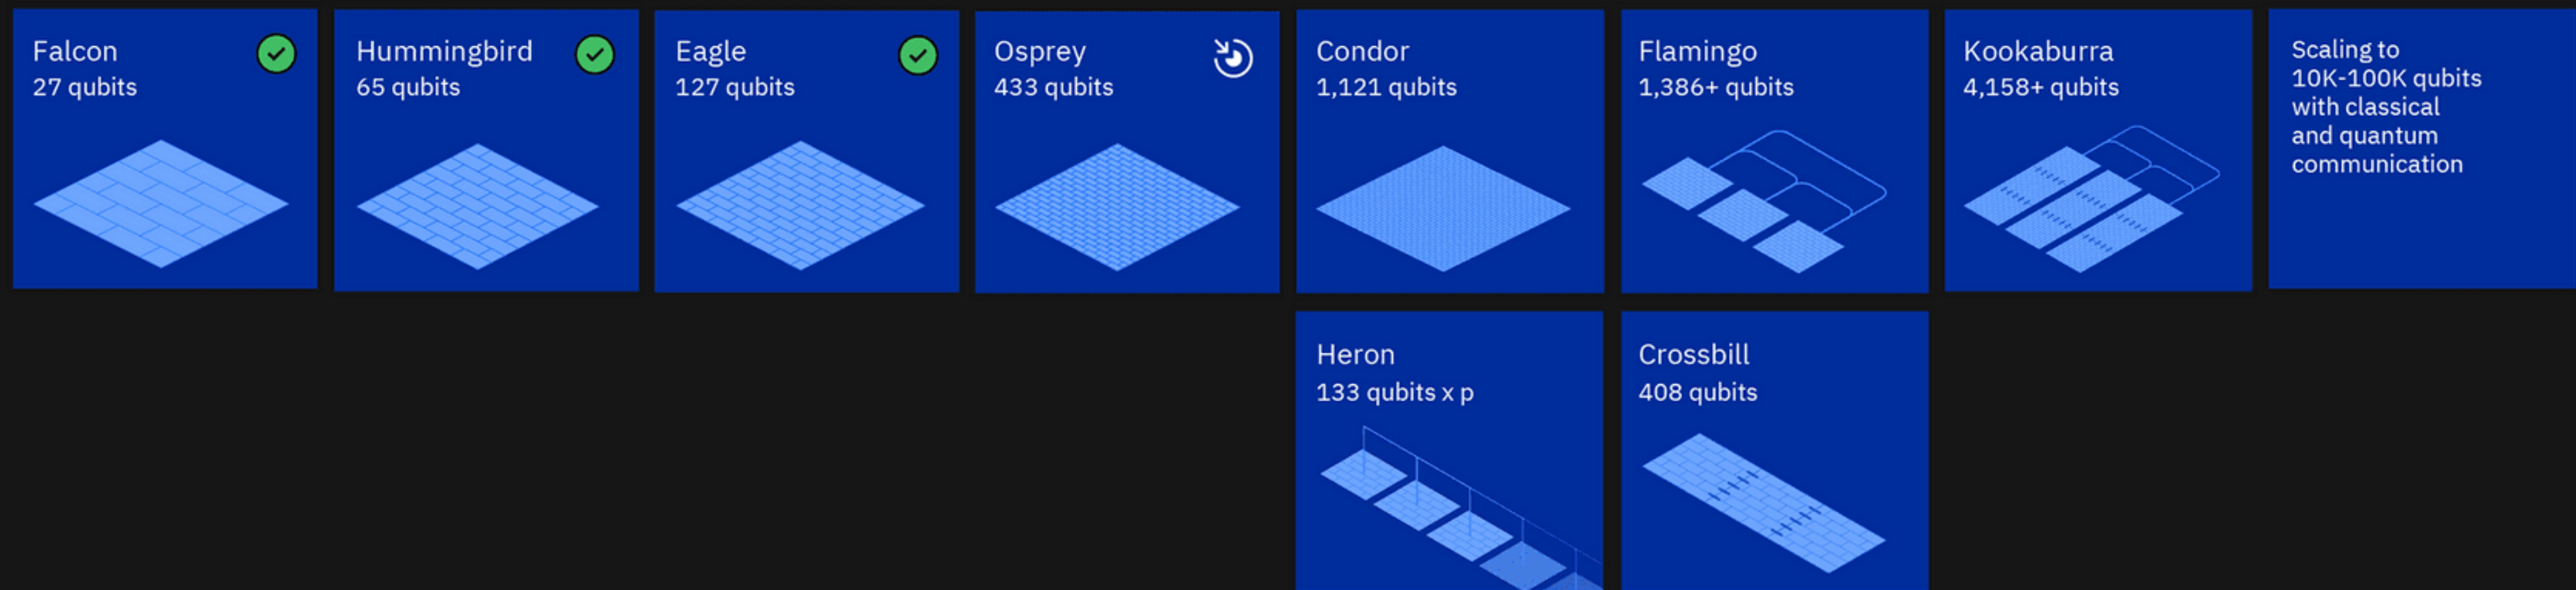 Falcon
27 qubits
Hummingbird
65 qubits
Eagle
127 qubits
Osprey
433 qubits
Condor
1,121 qubits
Flamingo
1,386+ qubits
Kookaburra
4,158+ qubits
Scaling to
10K-100K qubits
with classical
and quantum
communication
Heron
133 qubits x p
Crossbill
408 qubits